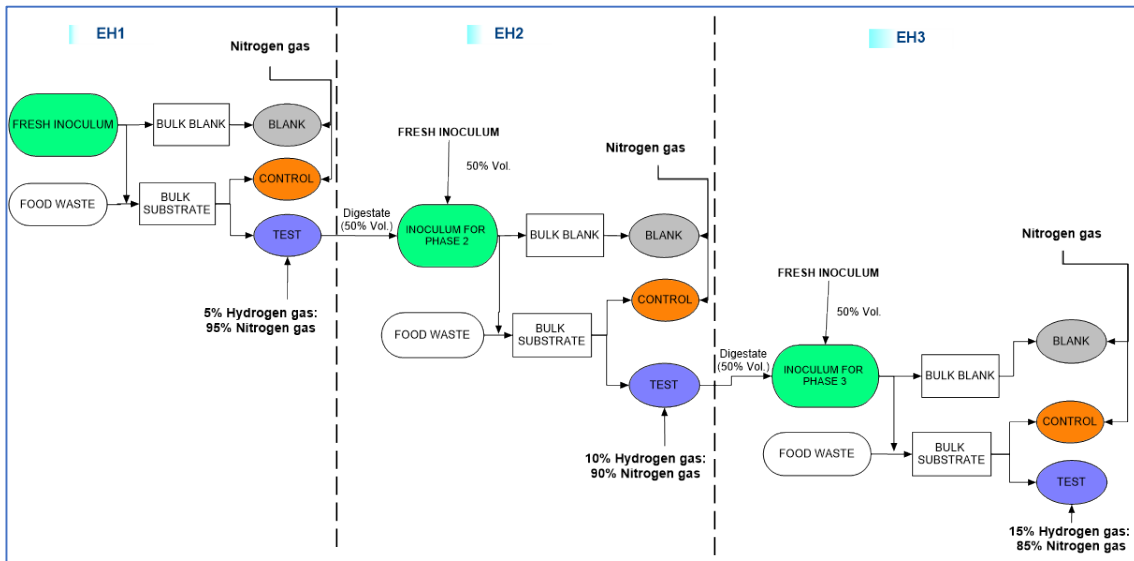 EH1
Nitrogen gas
FRESH INOCULUM
BULK BLANK
BLANK
FOOD WASTE
BULK
SUBSTRATE
CONTROL
TEST
5% Hydrogen gas:
95% Nitrogen gas
Digestate
(50% Vol.)
EH2
FRESH INOCULUM
50% Vol.
Nitrogen gas
INOCULUM FOR
PHASE 2
BULK BLANK
BLANK
FOOD WASTE
BULK
SUBSTRATE
CONTROL
TEST
10% Hydrogen gas:
90% Nitrogen gas
Digestate
(50% Vol.)
EH3
Nitrogen gas
FRESH INOCULUM
50% Vol.
INOCULUM FOR
PHASE 3
BULK BLANK
BLANK
FOOD WASTE
BULK
SUBSTRATE
CONTROL
TEST
15% Hydrogen gas:
85% Nitrogen gas